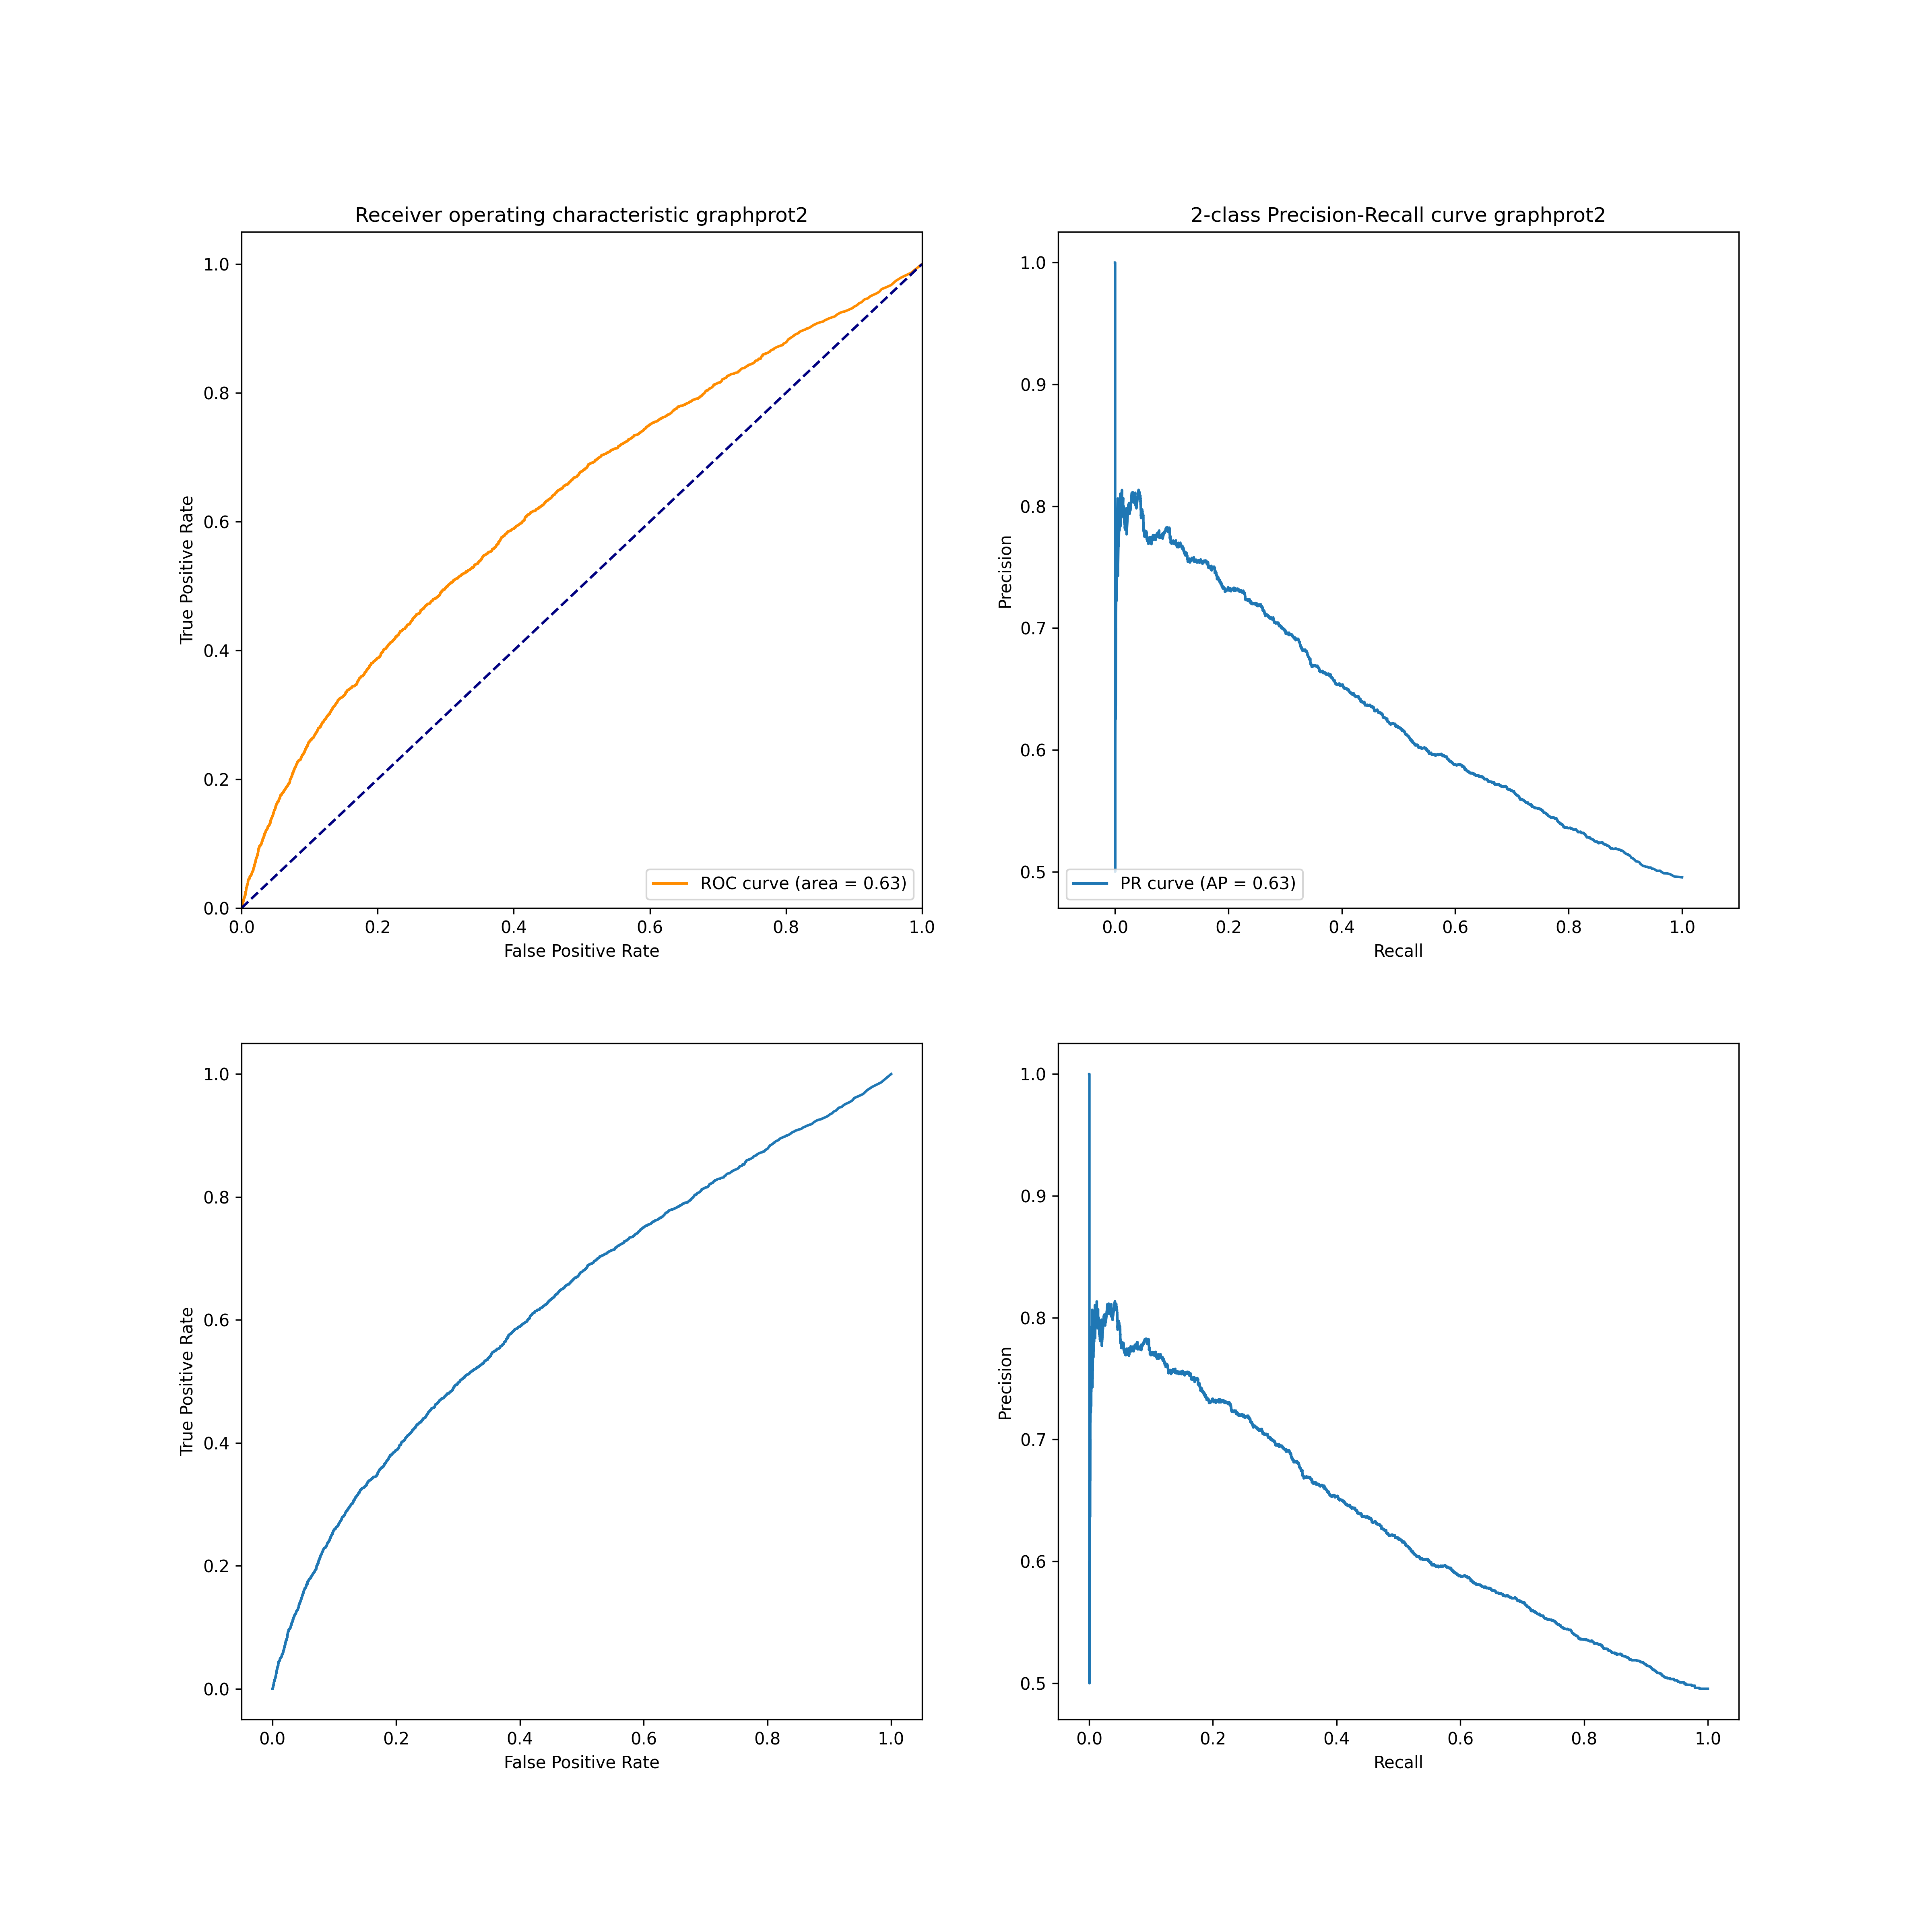 Receiver operating characteristic graphprot2
1.0
0.8
0.6
0.4
0.2
0.0
True Positive Rate
ROC curve (area = 0.63)
0.0 0.2 0.4 0.6 0.8 1.0
False Positive Rate
2-class Precision-Recall curve graphprot2
1.0
0.9
0.8
0.7
0.6
0.5
Precision
PR curve (AP = 0.63)
0.0 0.2 0.4 0.6 0.8 1.0
Recall
1.0
0.8
0.6
0.4
0.2
0.0
True Positive Rate
0.0 0.2 0.4 0.6 0.8 1.0
False Positive Rate
1.0
0.9
0.8
0.7
0.6
0.5
Precision
0.0 0.2 0.4 0.6 0.8 1.0
Recall